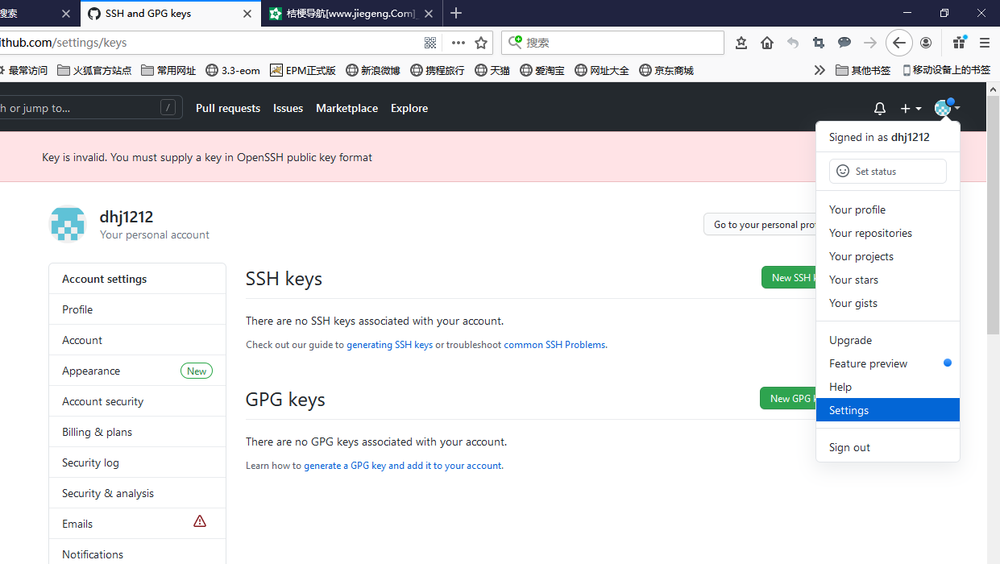 搜索
SSH and GPG keys
桔梗导航[www.jiegeng.Com]_
ithub.com/settings/keys
搜索
最常访问 火狐官方站点 常用网址 3.3-eom EPM正式版 新浪微博 携程旅行 天猫 爱淘宝 网址大全 京东商城 其他书签 移动设备上的书签
h or jump to...
/
Pull requests Issues Marketplace Explore
Signed in as dhj1212
Key is invalid. You must supply a key in OpenSSH public key format
Set status
Your profile
Your repositories
Your projects
Your stars
Your gists
Upgrade
Feature preview
Help
Settings
Sign out
dhj1212
Your personal account
Go to your personal pro
Account settings
Profile
Account
Appearance New
Account security
Billing & plans
Security log
Security & analysis
Emails
Notifications
SSH keys
New SSH k
There are no SSH keys associated with your account.
Check out our guide to generating SSH keys or troubleshoot common SSH Problems.
GPG keys
New GPG k
There are no GPG keys associated with your account.
Learn how to generate a GPG key and add it to your account.